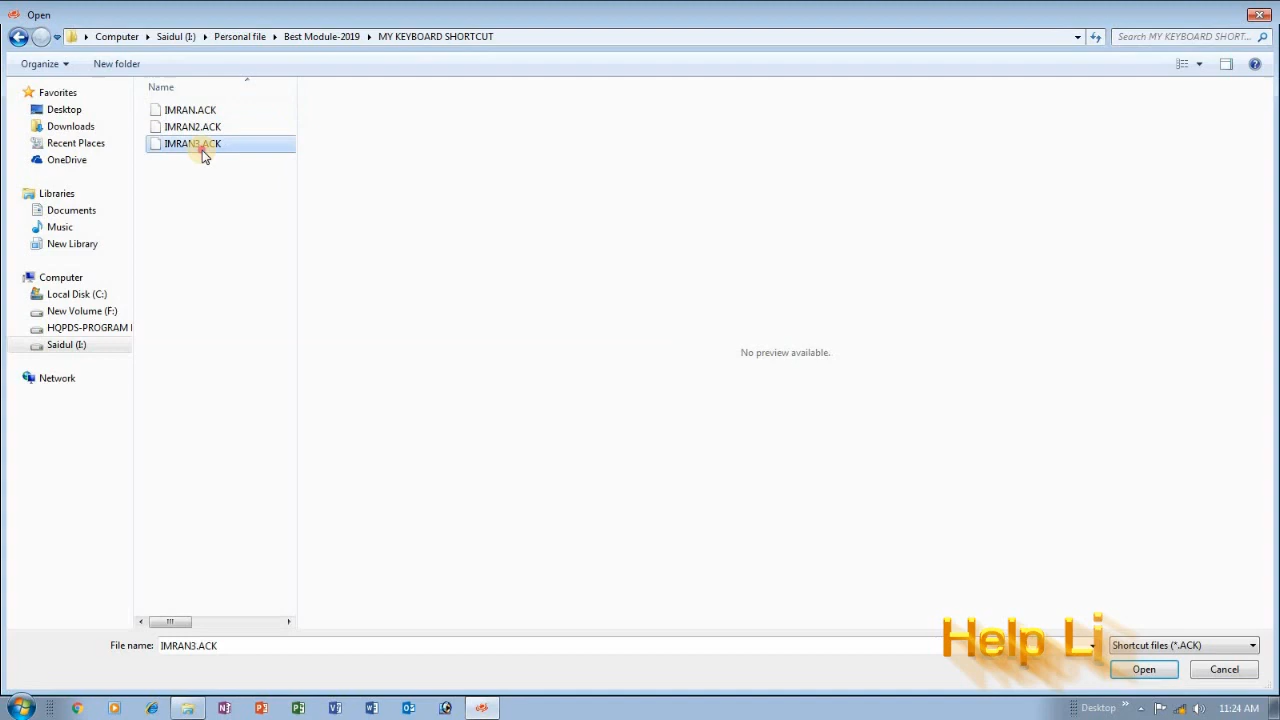 Open
Computer Saidul (I:) Personal file Best Module-2019 MY KEYBOARD SHORTCUT Search MY KEYBOARD SHORT...
Organize New folder
Name
Favorites
Desktop
Downloads
Recent Places
OneDrive
Libraries
Documents
Music
New Library
Computer
Local Disk (C:)
New Volume (F:)
HQPDS-PROGRAM
Saidul (I:)
Network
IMRAN.ACK
IMRAN2.ACK
IMRAN3.ACK
No preview available.
Help Li
File name: IMRAN3.ACK Shortcut files (*.ACK)
Open Cancel
Desktop 11:24 AM